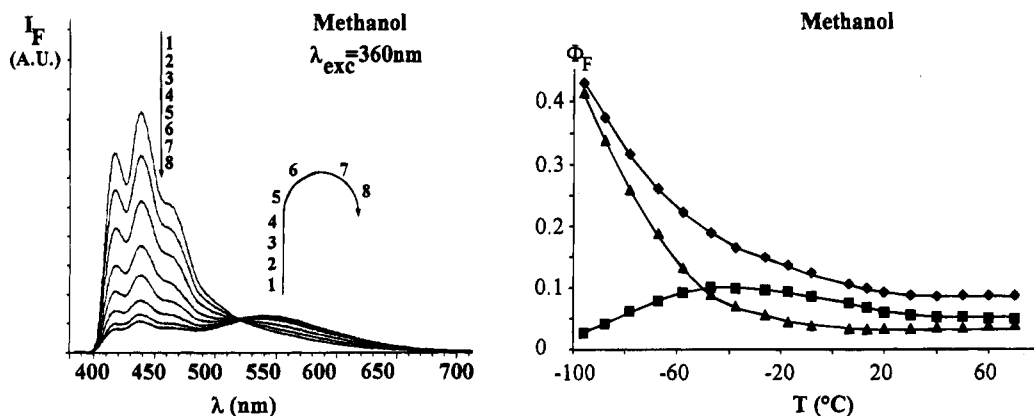 I_F
(A.U.)
Methanol
λ_exc=360nm
1
2
3
4
5
6
7
8
6 7
5 8
4
3
2
1
400 450 500 550 600 650 700
λ (nm)
Methanol
Φ_F
0.4
0.3
0.2
0.10
0
-100 -60 -20 20 60
T (°C)